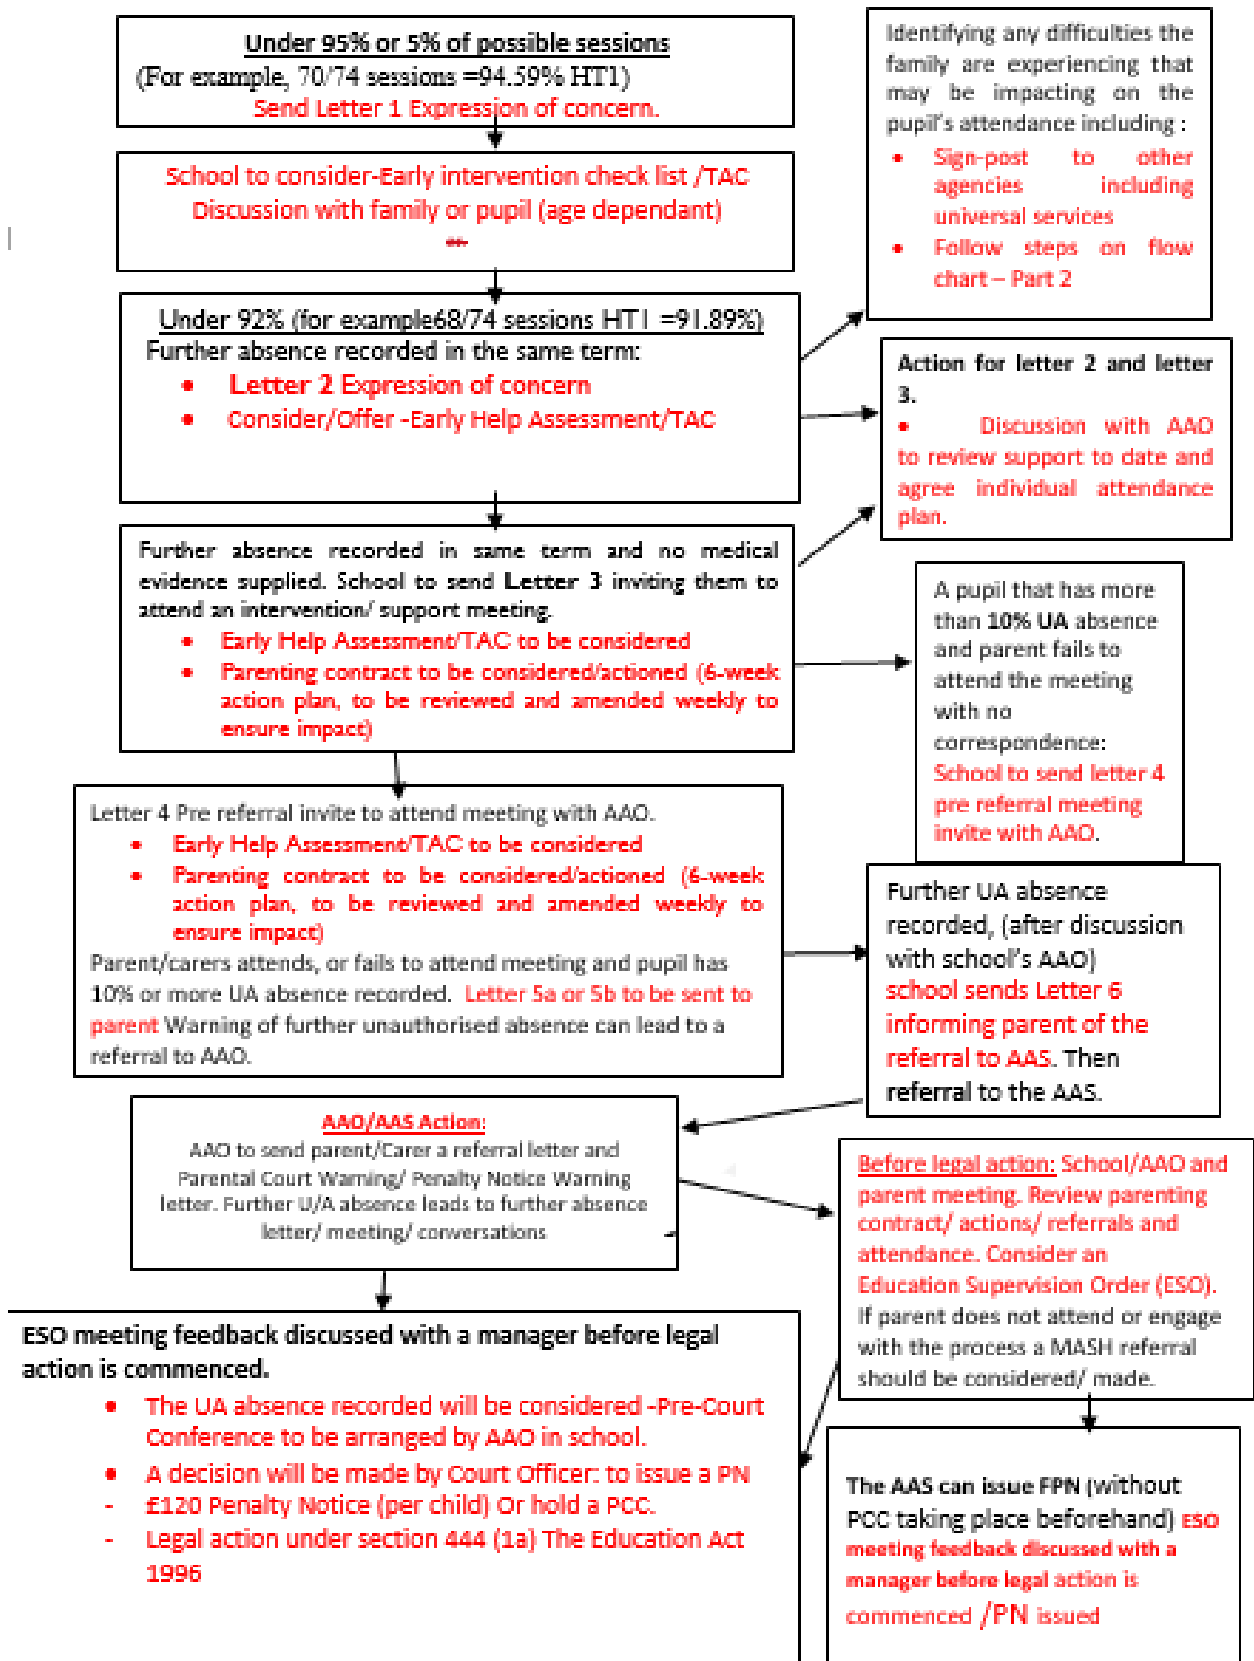 Under 95% or 5% of possible sessions
(For example, 70/74 sessions =94.59% HT1)
Send Letter 1 Expression of concern.
School to consider-Early intervention check list /TAC
Discussion with family or pupil (age dependant)
Under 92% (for example68/74 sessions HT1 =91.89%)
Further absence recorded in the same term:
• Letter 2 Expression of concern
• Consider/Offer -Early Help Assessment/TAC
Identifying any difficulties the
family are experiencing that
may be impacting on the
pupil's attendance including :
• Sign-post to other
agencies including
universal services
• Follow steps on flow
chart – Part 2
Action for letter 2 and letter
3.
• Discussion with AAO
to review support to date and
agree individual attendance
plan.
Further absence recorded in same term and no medical
evidence supplied. School to send Letter 3 inviting them to
attend an intervention/ support meeting.
• Early Help Assessment/TAC to be considered
• Parenting contract to be considered/actioned (6-week
action plan, to be reviewed and amended weekly to
ensure impact)
A pupil that has more
than 10% UA absence
and parent fails to
attend the meeting
with no
correspondence:
School to send letter 4
pre referral meeting
invite with AAO.
Letter 4 Pre referral invite to attend meeting with AAO.
• Early Help Assessment/TAC to be considered
• Parenting contract to be considered/actioned (6-week
action plan, to be reviewed and amended weekly to
ensure impact)
Parent/carers attends, or fails to attend meeting and pupil has
10% or more UA absence recorded. Letter 5a or 5b to be sent to
parent Warning of further unauthorised absence can lead to a
referral to AAO.
Further UA absence
recorded, (after discussion
with school's AAO)
school sends Letter 6
informing parent of the
referral to AAS. Then
referral to the AAS.
AAO/AAS Action:
AAO to send parent/Carer a referral letter and
Parental Court Warning/ Penalty Notice Warning
letter. Further U/A absence leads to further absence
letter/ meeting/ conversations
Before legal action: School/AAO and
parent meeting. Review parenting
contract/ actions/ referrals and
attendance. Consider an
Education Supervision Order (ESO).
If parent does not attend or engage
with the process a MASH referral
should be considered/ made.
ESO meeting feedback discussed with a manager before legal
action is commenced.
• The UA absence recorded will be considered -Pre-Court
Conference to be arranged by AAO in school.
• A decision will be made by Court Officer: to issue a PN
- £120 Penalty Notice (per child) Or hold a PCC.
- Legal action under section 444 (1a) The Education Act
1996
The AAS can issue FPN (without
PCC taking place beforehand) ESO
meeting feedback discussed with a
manager before legal action is
commenced /PN issued